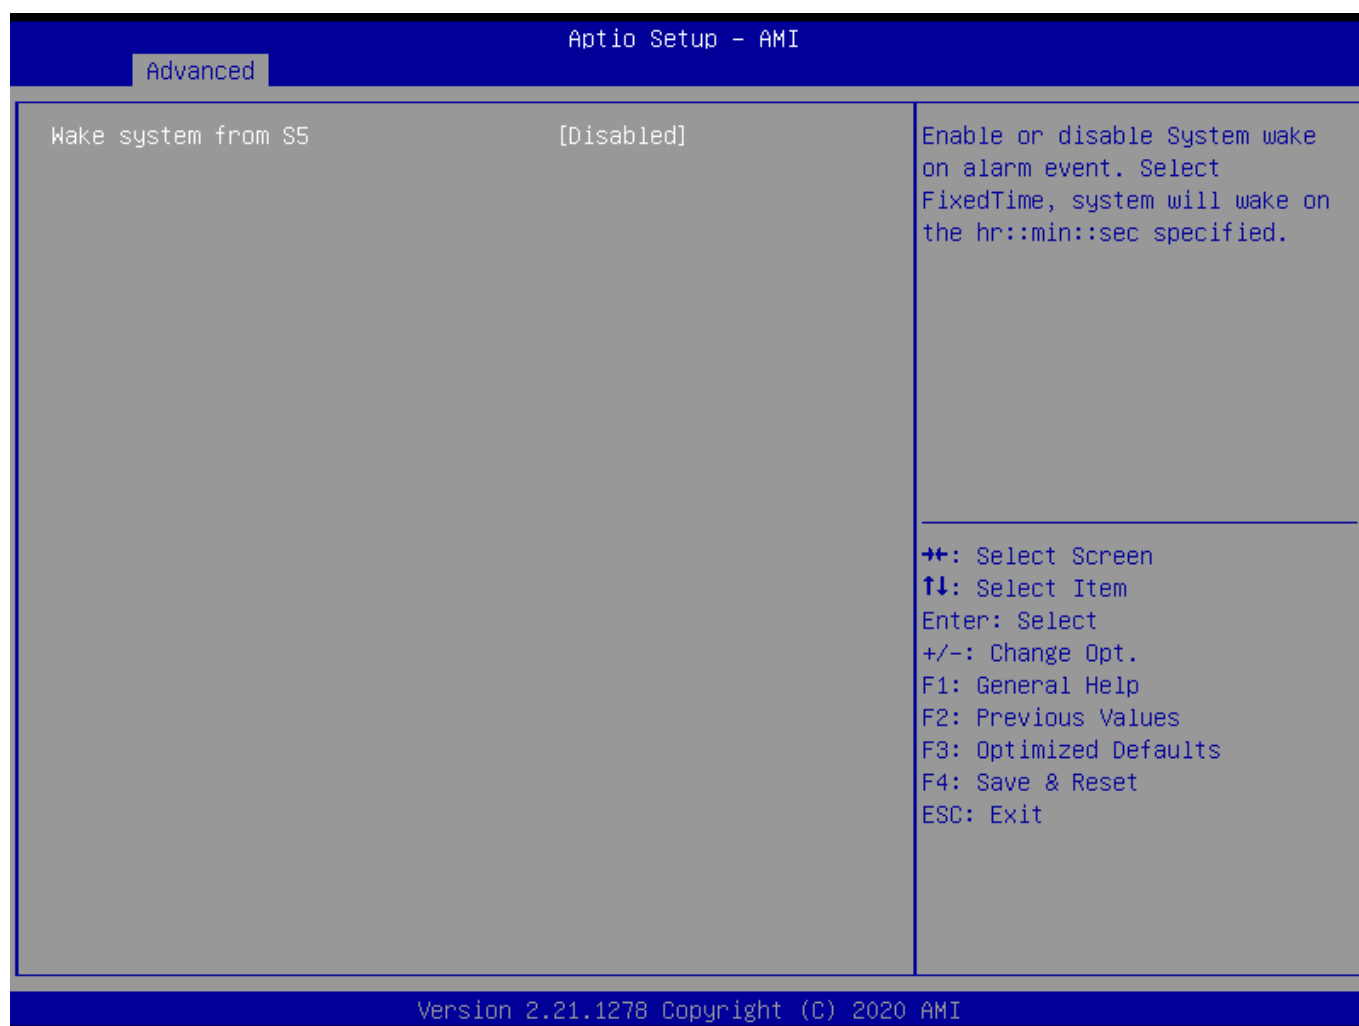 Aptio Setup – AMI
Advanced
Wake system from S5 [Disabled]
Enable or disable System wake
on alarm event. Select
FixedTime, system will wake on
the hr::min::sec specified.
→←: Select Screen
↑↓: Select Item
Enter: Select
+/-: Change Opt.
F1: General Help
F2: Previous Values
F3: Optimized Defaults
F4: Save & Reset
ESC: Exit
Version 2.21.1278 Copyright (C) 2020 AMI